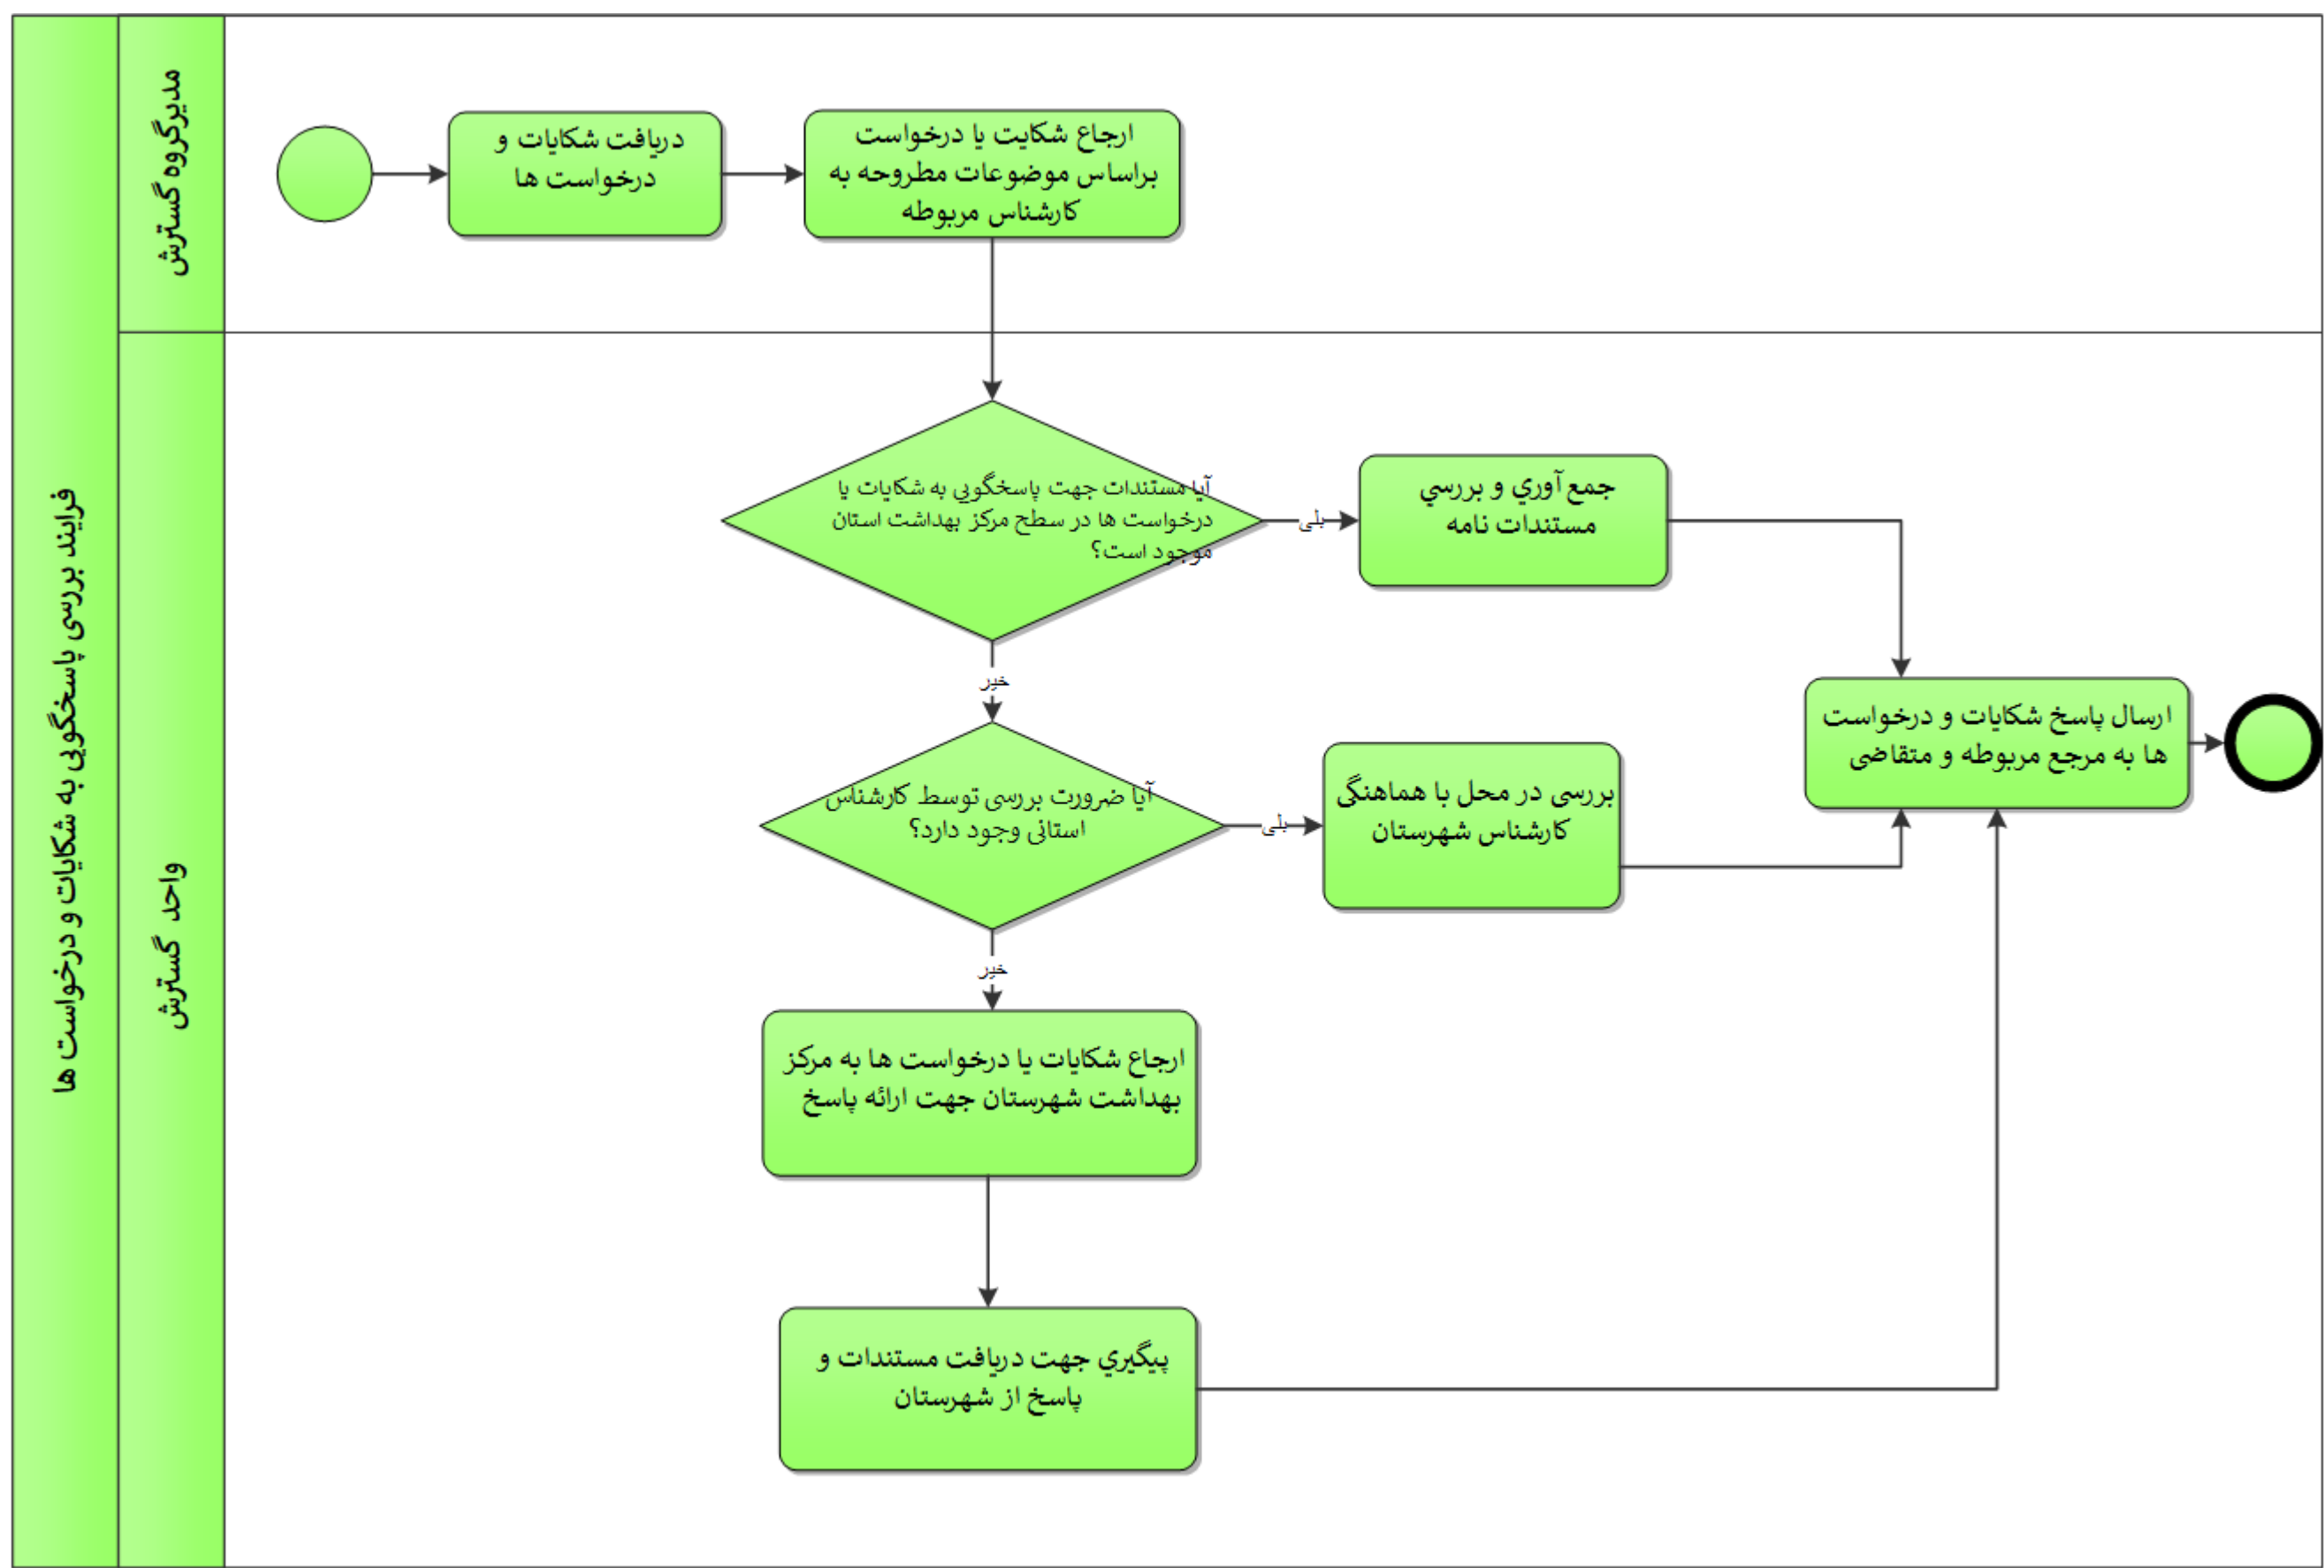 فرایند بررسی پاسخگویی به شکایات و درخواست ها
مدیرگروه گسترش
دریافت شکایات و
درخواست ها
ارجاع شکایت یا درخواست
براساس موضوعات مطروحه به
کارشناس مربوطه
واحد گسترش
آیا مستندات جهت پاسخگویی به شکایات یا
درخواست ها در سطح مرکز بهداشت استان
موجود است؟
بلی
جمع آوري و بررسي
مستندات نامه
خیر
آیا ضرورت بررسی توسط کارشناس
استانی وجود دارد؟
بلی
بررسی در محل با هماهنگی
کارشناس شهرستان
ارسال پاسخ شکایات و درخواست
ها به مرجع مربوطه و متقاضی
خیر
ارجاع شکایات یا درخواست ها به مرکز
بهداشت شهرستان جهت ارائه پاسخ
پیگیري جهت دریافت مستندات و
پاسخ از شهرستان